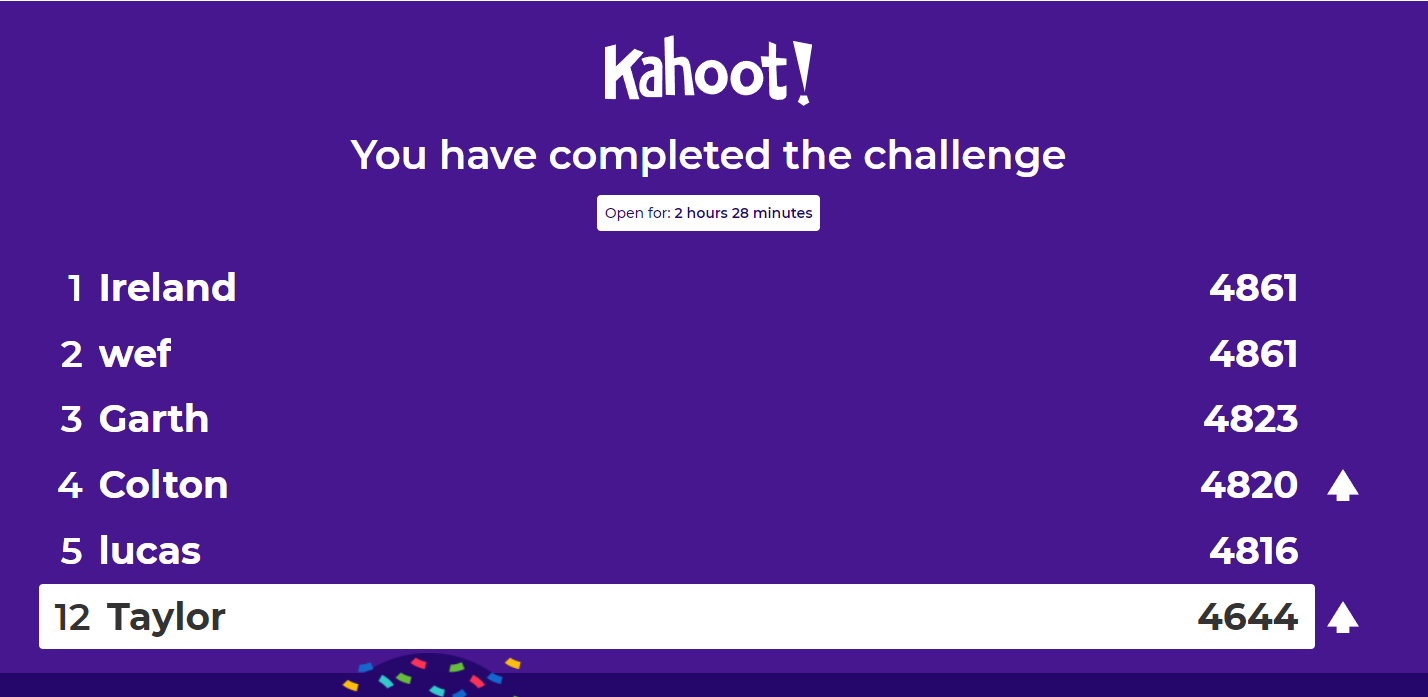 Kahoot!
You have completed the challenge
Open for: 2 hours 28 minutes
1 Ireland 4861
2 wef 4861
3 Garth 4823
4 Colton 4820
5 lucas 4816
12 Taylor 4644